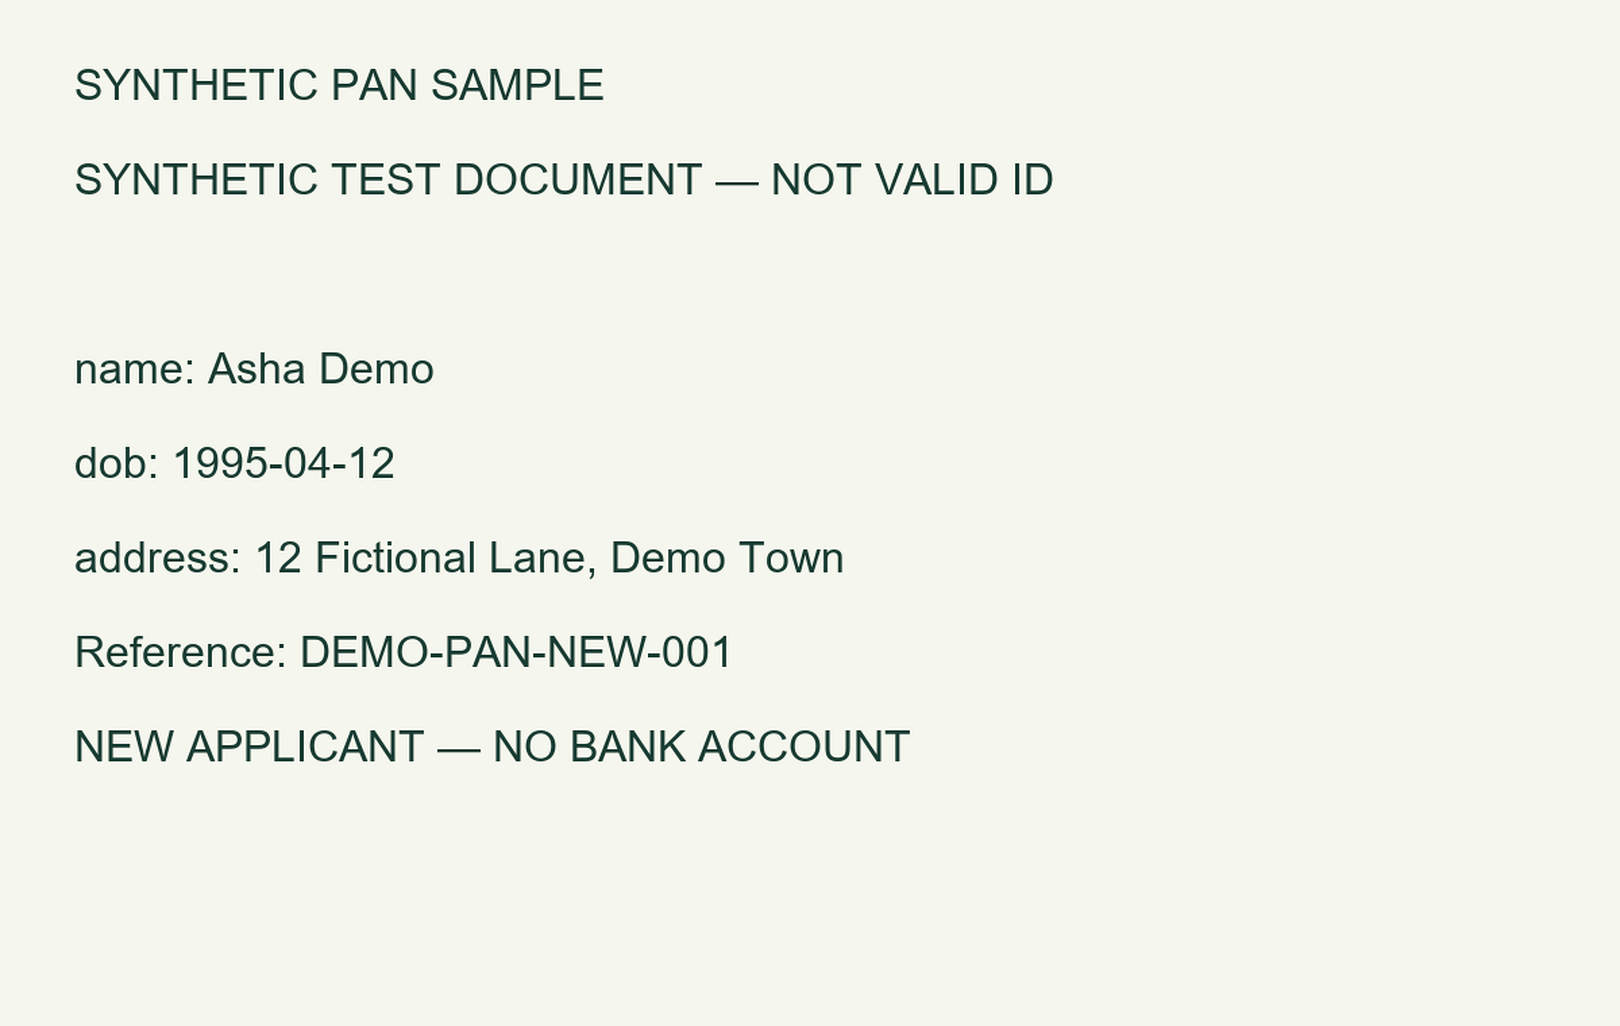 SYNTHETIC PAN SAMPLE
SYNTHETIC TEST DOCUMENT — NOT VALID ID
name: Asha Demo
dob: 1995-04-12
address: 12 Fictional Lane, Demo Town
Reference: DEMO-PAN-NEW-001
NEW APPLICANT — NO BANK ACCOUNT